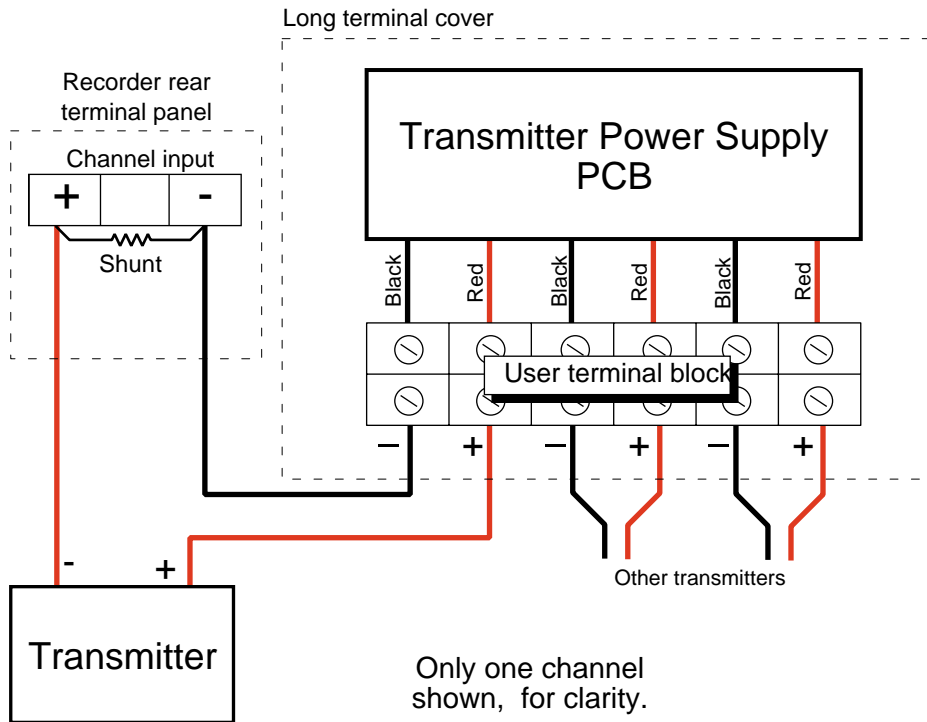 Long terminal cover
Recorder rear
terminal panel
Channel input
+ -
Shunt
Transmitter Power Supply
PCB
Black Red Black Red Black Red
User terminal block
– + – + – +
Other transmitters
- +
Transmitter
Only one channel
shown, for clarity.